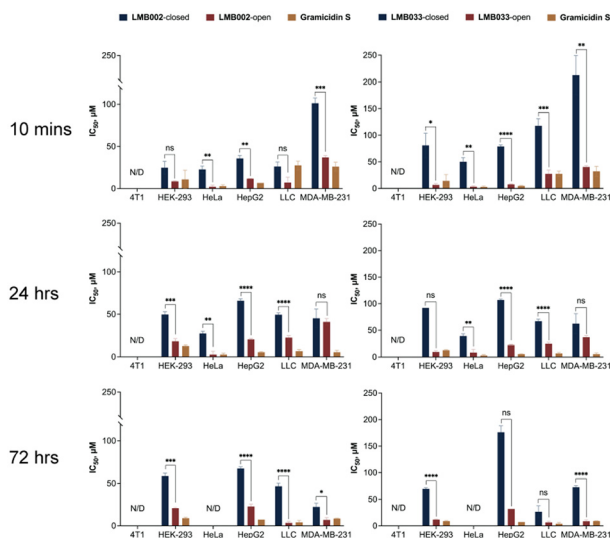 LMB002-closed LMB002-open Gramicidin S LMB033-closed LMB033-open Gramicidin S
10 mins
IC50, μM
250
100
50
0
N/D
ns
**
**
ns
***
4T1 HEK-293 HeLa HepG2 LLC MDA-MB-231
IC50, μM
250
200
150
100
50
0
N/D
*
**
****
***
**
4T1 HEK-293 HeLa HepG2 LLC MDA-MB-231
24 hrs
IC50, μM
250
100
50
0
N/D
***
**
****
****
ns
4T1 HEK-293 HeLa HepG2 LLC MDA-MB-231
IC50, μM
250
200
150
100
50
0
N/D
ns
**
****
****
ns
4T1 HEK-293 HeLa HepG2 LLC MDA-MB-231
72 hrs
IC50, μM
250
100
50
0
N/D
***
N/D
****
****
*
4T1 HEK-293 HeLa HepG2 LLC MDA-MB-231
IC50, μM
250
200
150
100
50
0
N/D
****
N/D
ns
ns
****
4T1 HEK-293 HeLa HepG2 LLC MDA-MB-231